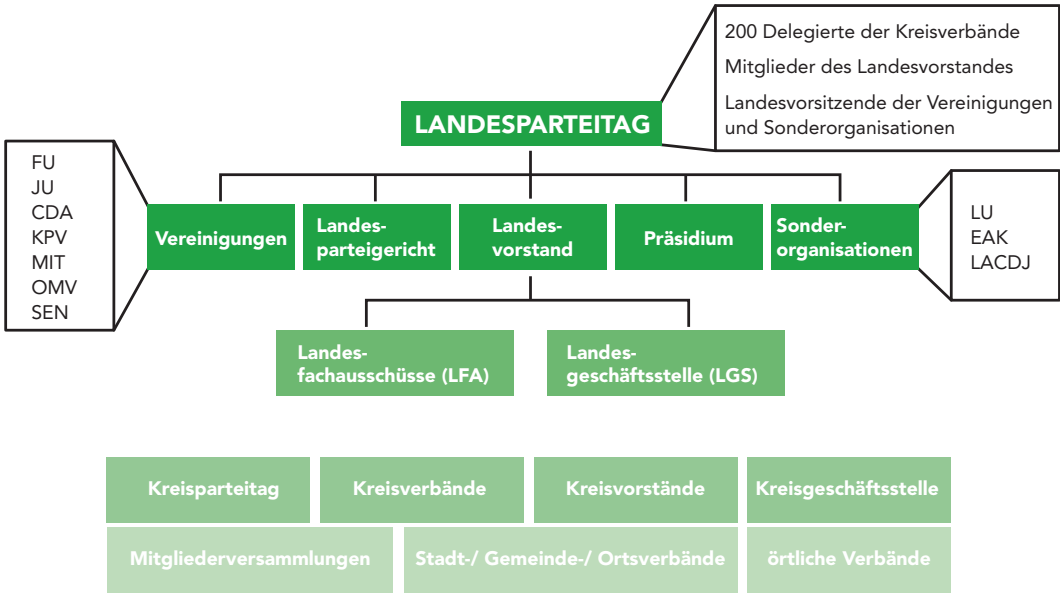 200 Delegierte der Kreisverbände
Mitglieder des Landesvorstandes
Landesvorsitzende der Vereinigungen
und Sonderorganisationen
LANDESPARTEITAG
FU
JU
CDA
KPV
MIT
OMV
SEN
Vereinigungen
Landes-
parteigericht
Landes-
vorstand
Präsidium
Sonder-
organisationen
LU
EAK
LACDJ
Landes-
fachausschüsse (LFA)
Landes-
geschäftsstelle (LGS)
Kreisparteitag
Kreisverbände
Kreisvorstände
Kreisgeschäftsstelle
Mitgliederversammlungen
Stadt-/ Gemeinde-/ Ortsverbände
örtliche Verbände